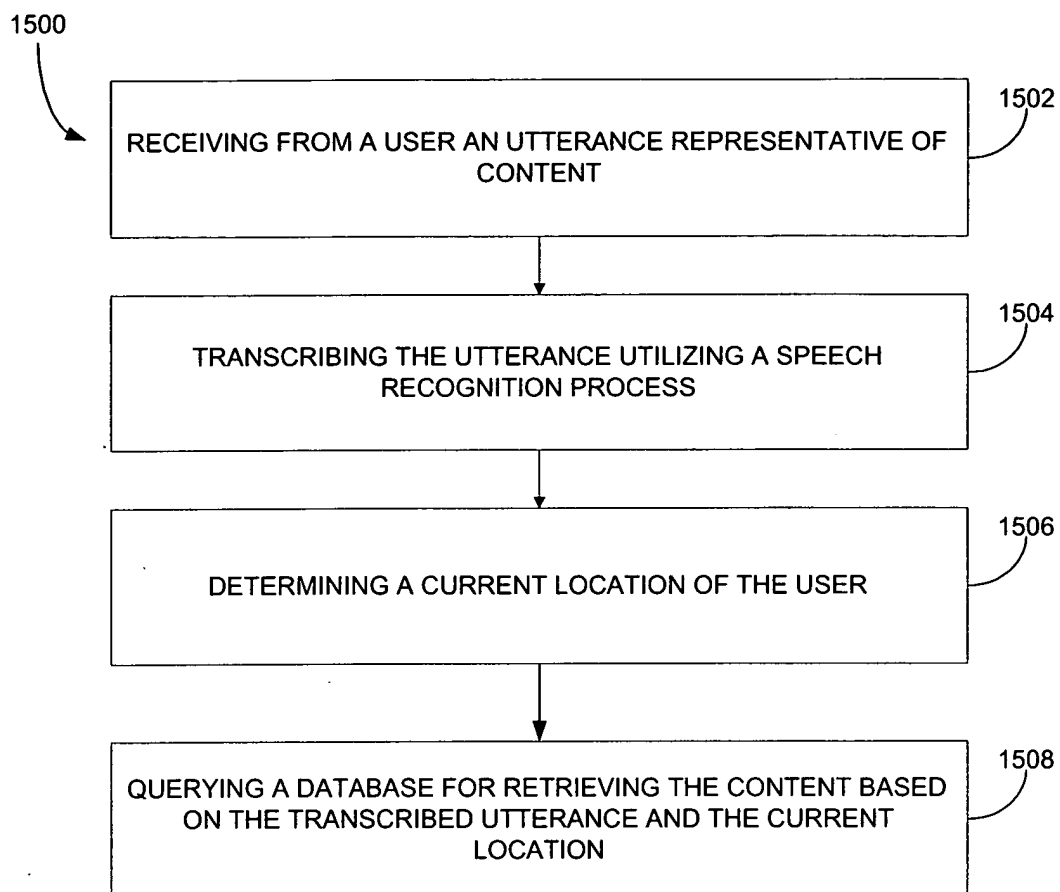 1500
1502
RECEIVING FROM A USER AN UTTERANCE REPRESENTATIVE OF
CONTENT
1504
TRANSCRIBING THE UTTERANCE UTILIZING A SPEECH
RECOGNITION PROCESS
1506
DETERMINING A CURRENT LOCATION OF THE USER
1508
QUERYING A DATABASE FOR RETRIEVING THE CONTENT BASED
ON THE TRANSCRIBED UTTERANCE AND THE CURRENT
LOCATION